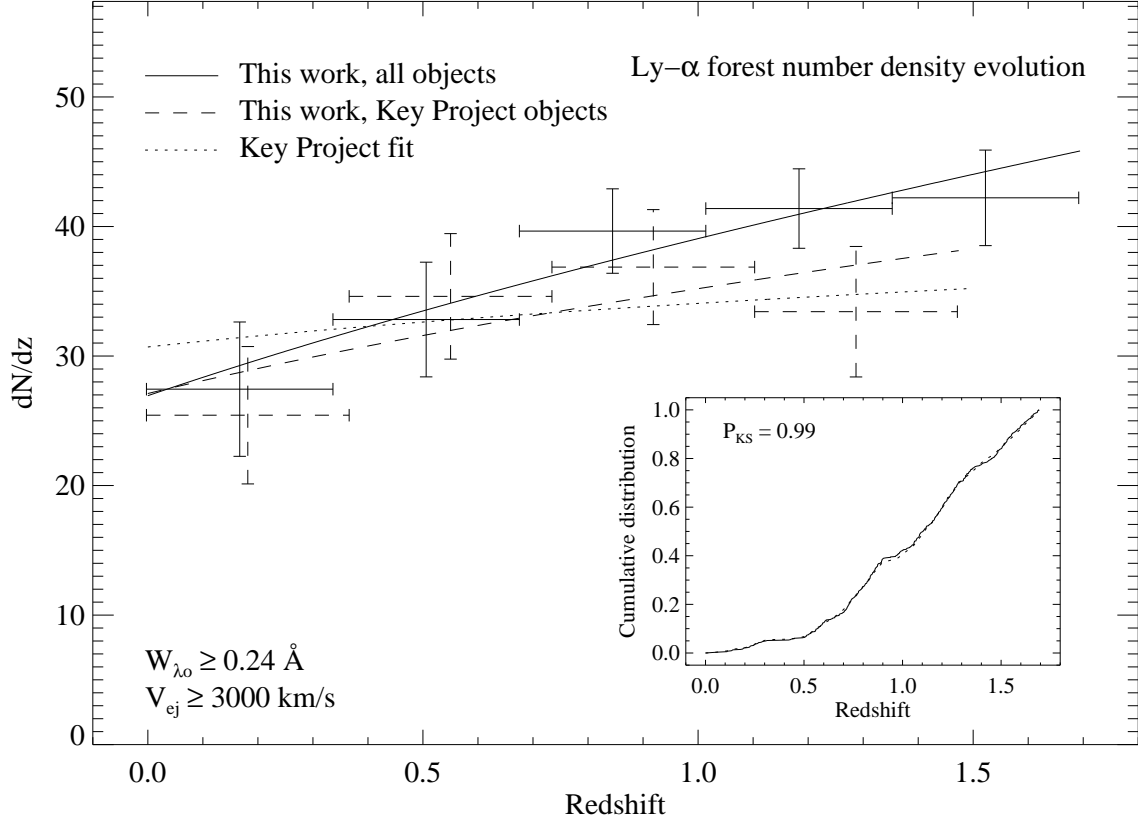 This work, all objects
This work, Key Project objects
Key Project fit
Ly-α forest number density evolution
dN/dz
50
40
30
20
10
0
W_λo ≥ 0.24 Å
V_ej ≥ 3000 km/s
0.0 0.5 1.0 1.5
Redshift
P_KS = 0.99
Cumulative distribution
1.0
0.8
0.6
0.4
0.2
0.0
0.0 0.5 1.0 1.5
Redshift